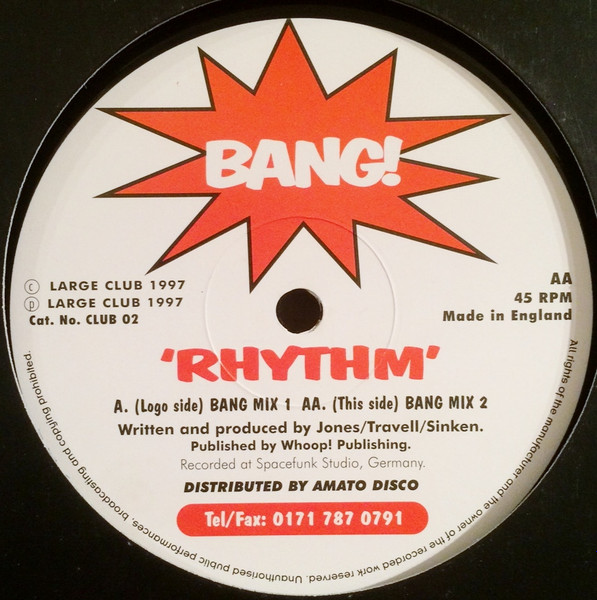 BANG!
© LARGE CLUB 1997
℗ LARGE CLUB 1997
Cat. No. CLUB 02
AA
45 RPM
Made in England
'RHYTHM'
A. (Logo side) BANG MIX 1 AA. (This side) BANG MIX 2
Written and produced by Jones/Travell/Sinken.
Published by Whoop! Publishing.
Recorded at Spacefunk Studio, Germany.
DISTRIBUTED BY AMATO DISCO
Tel/Fax: 0171 787 0791
All rights of the manufacturer and the owner of the recorded work reserved. Unauthorised public performances, broadcasting and copying prohibited.